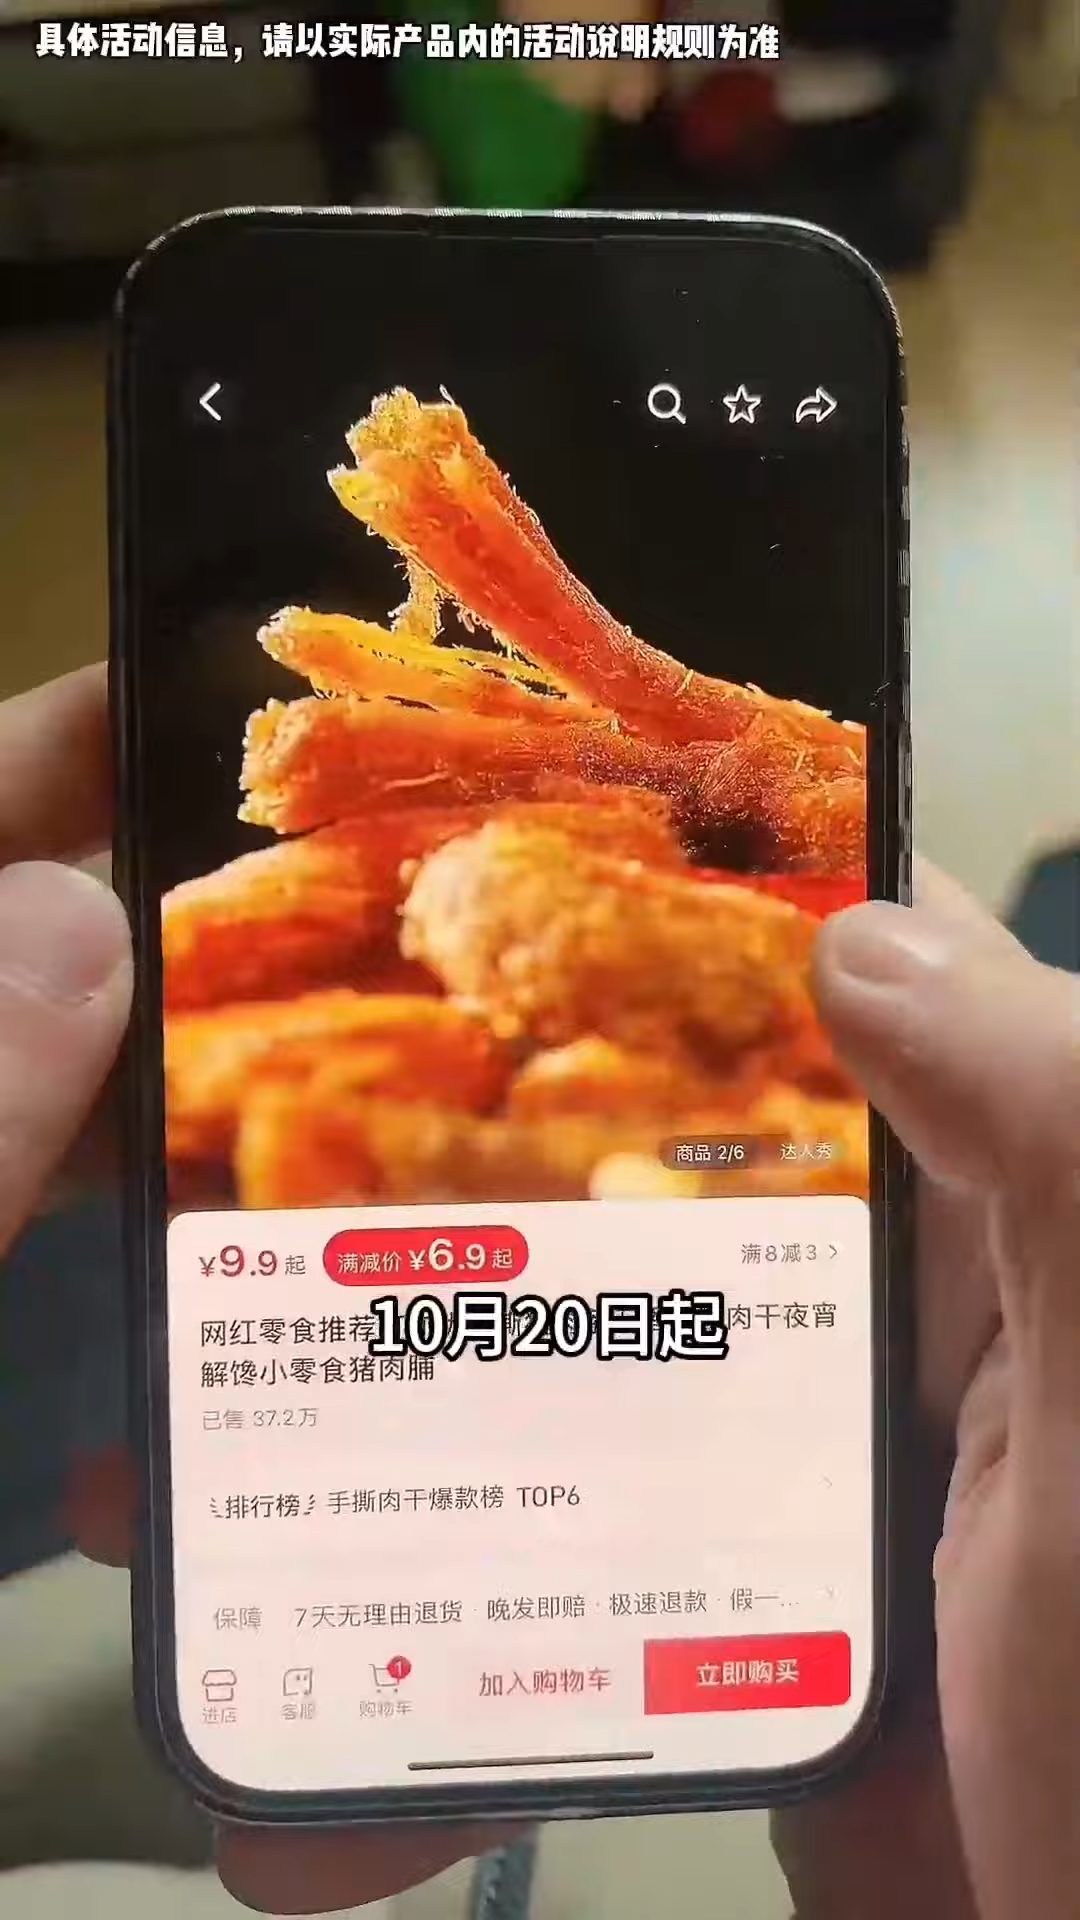 具体活动信息，请以实际产品内的活动说明规则为准
商品 2/6 达人秀
¥9.9起 满减价 ¥6.9起 满8减3
网红零食推荐 肉干夜宵
10月20日起
解馋小零食猪肉脯
已售 37.2万
排行榜 手撕肉干爆款榜 TOP6
保障 7天无理由退货 · 晚发即赔 · 极速退款 · 假一...
1
进店 客服 购物车 加入购物车 立即购买